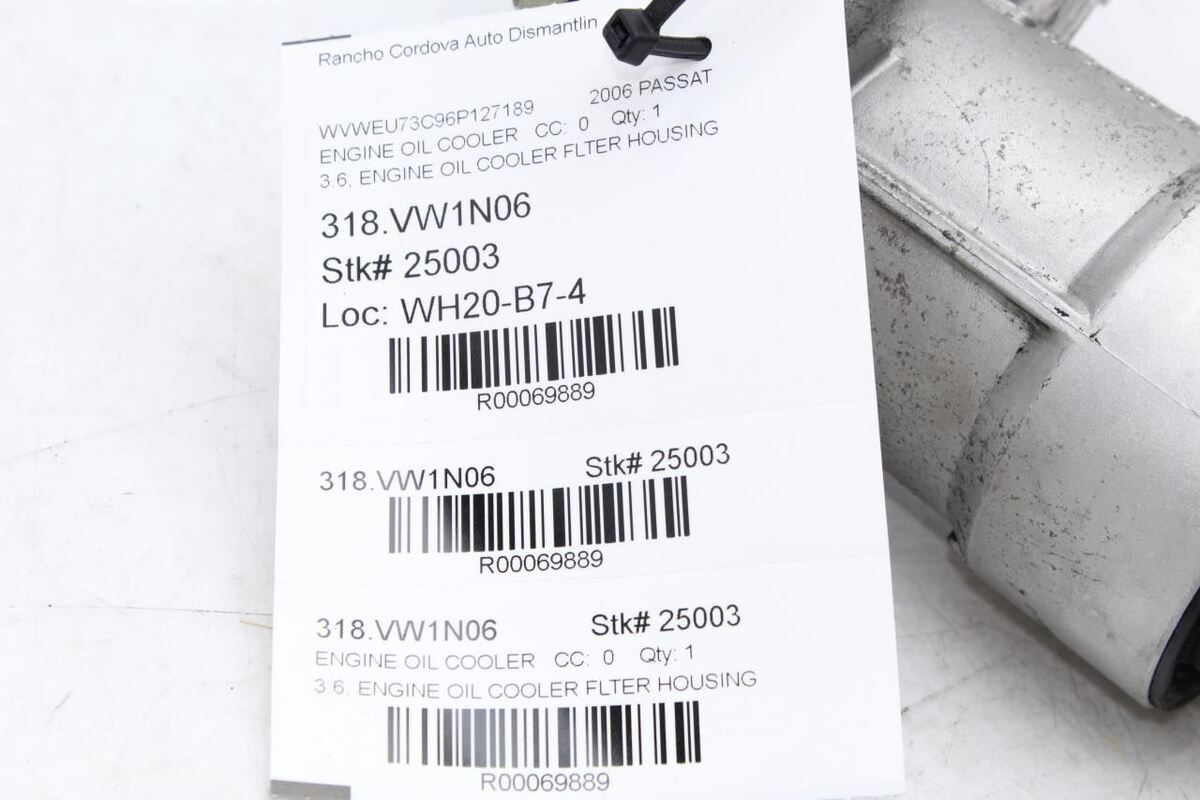 Rancho Cordova Auto Dismantlin
WVWEU73C96P127189 2006 PASSAT
ENGINE OIL COOLER CC: 0 Qty: 1
3.6, ENGINE OIL COOLER FLTER HOUSING
318.VW1N06
Stk# 25003
Loc: WH20-B7-4
R00069889
318.VW1N06 Stk# 25003
R00069889
318.VW1N06 Stk# 25003
ENGINE OIL COOLER CC: 0 Qty: 1
3.6, ENGINE OIL COOLER FLTER HOUSING
R00069889